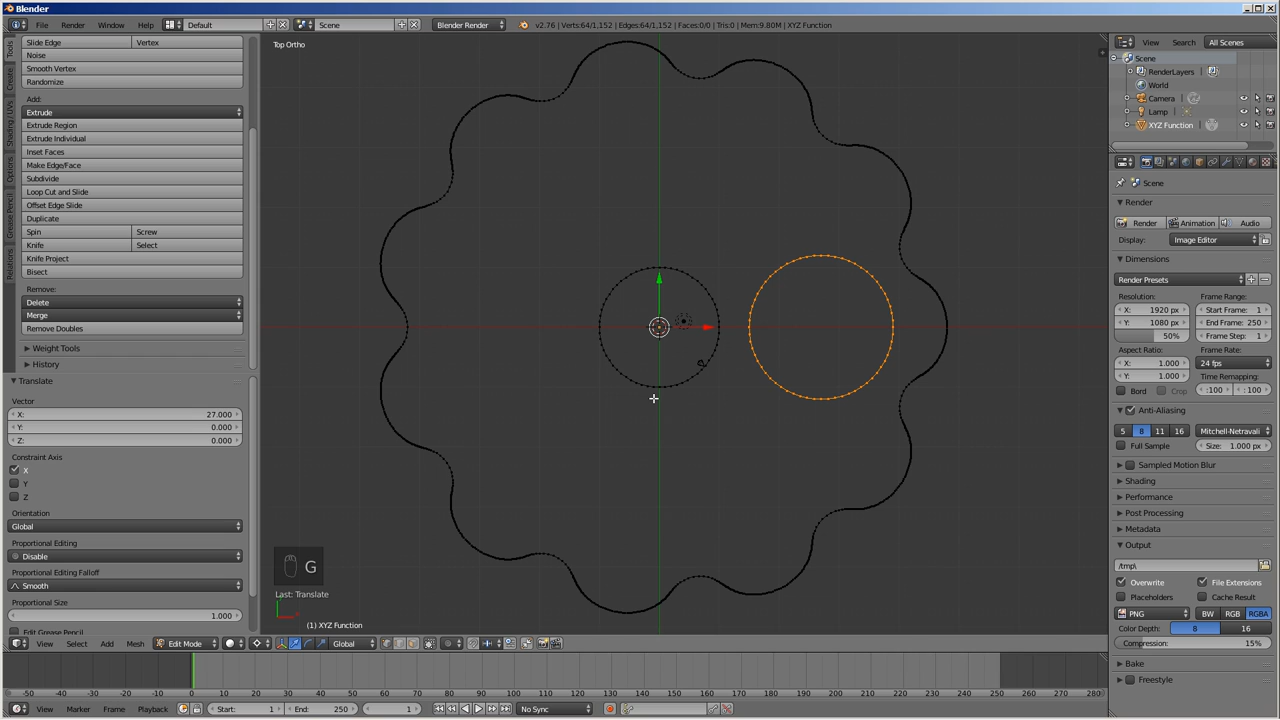 Blender
File Render Window Help Default Scene Blender Render v2.76 | Verts:64/1,152 | Edges:64/1,152 | Faces:0/0 | Tris:0 | Mem:9.80M | XYZ Function
View Search All Scenes
Tools
Create
Shading / UVs
Options
Grease Pencil
Relations
Slide Edge Vertex
Noise
Smooth Vertex
Randomize
Add:
Extrude
Extrude Region
Extrude Individual
Inset Faces
Make Edge/Face
Subdivide
Loop Cut and Slide
Offset Edge Slide
Duplicate
Spin Screw
Knife Select
Knife Project
Bisect
Remove:
Delete
Merge
Remove Doubles
Weight Tools
History
Translate
Vector
X: 27.000
Y: 0.000
Z: 0.000
Constraint Axis
X
Y
Z
Orientation
Global
Proportional Editing
Disable
Proportional Editing Falloff
Smooth
Proportional Size
1.000
Edit Grease Pencil
Top Ortho
G
Last: Translate
(1) XYZ Function
View Select Add Mesh Edit Mode Global
Scene
RenderLayers
World
Camera
Lamp
XYZ Function
Scene
Render
Render Animation Audio
Display: Image Editor
Dimensions
Render Presets
Resolution: Frame Range:
X: 1920 px Start Frame: 1
Y: 1080 px End Frame: 250
50% Frame Step: 1
Aspect Ratio: Frame Rate:
X: 1.000 24 fps
Y: 1.000 Time Remapping:
Bord Crop :100 :100
Anti-Aliasing
5 8 11 16 Mitchell-Netravali
Full Sample Size: 1.000 px
Sampled Motion Blur
Shading
Performance
Post Processing
Metadata
Output
/tmp\
Overwrite File Extensions
Placeholders Cache Result
PNG BW RGB RGBA
Color Depth: 8 16
Compression: 15%
Bake
Freestyle
-50 -40 -30 -20 -10 0 10 20 30 40 50 60 70 80 90 100 110 120 130 140 150 160 170 180 190 200 210 220 230 240 250 260 270 280
View Marker Frame Playback Start: 1 End: 250 1 No Sync